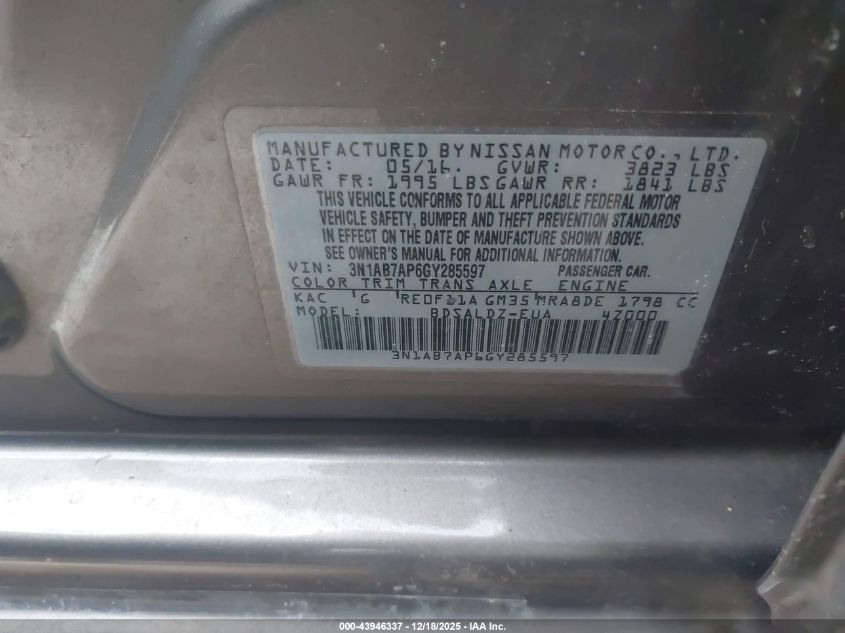 MANUFACTURED BY NISSAN MOTOR CO., LTD.
DATE: 05/16. GVWR: 3823 LBS
GAWR FR: 1995 LBS GAWR RR: 1841 LBS
THIS VEHICLE CONFORMS TO ALL APPLICABLE FEDERAL MOTOR
VEHICLE SAFETY, BUMPER AND THEFT PREVENTION STANDARDS
IN EFFECT ON THE DATE OF MANUFACTURE SHOWN ABOVE.
SEE OWNER'S MANUAL FOR ADDITIONAL INFORMATION.
VIN: 3N1AB7AP6GY285597 PASSENGER CAR.
COLOR TRIM TRANS AXLE ENGINE
KAC G RE0F11A GM35 MRA8DE 1798 CC
MODEL: BDSALDZ-EUA 4Z000
3N1AB7AP6GY285597
000-43946337 - 12/18/2025 - IAA Inc.